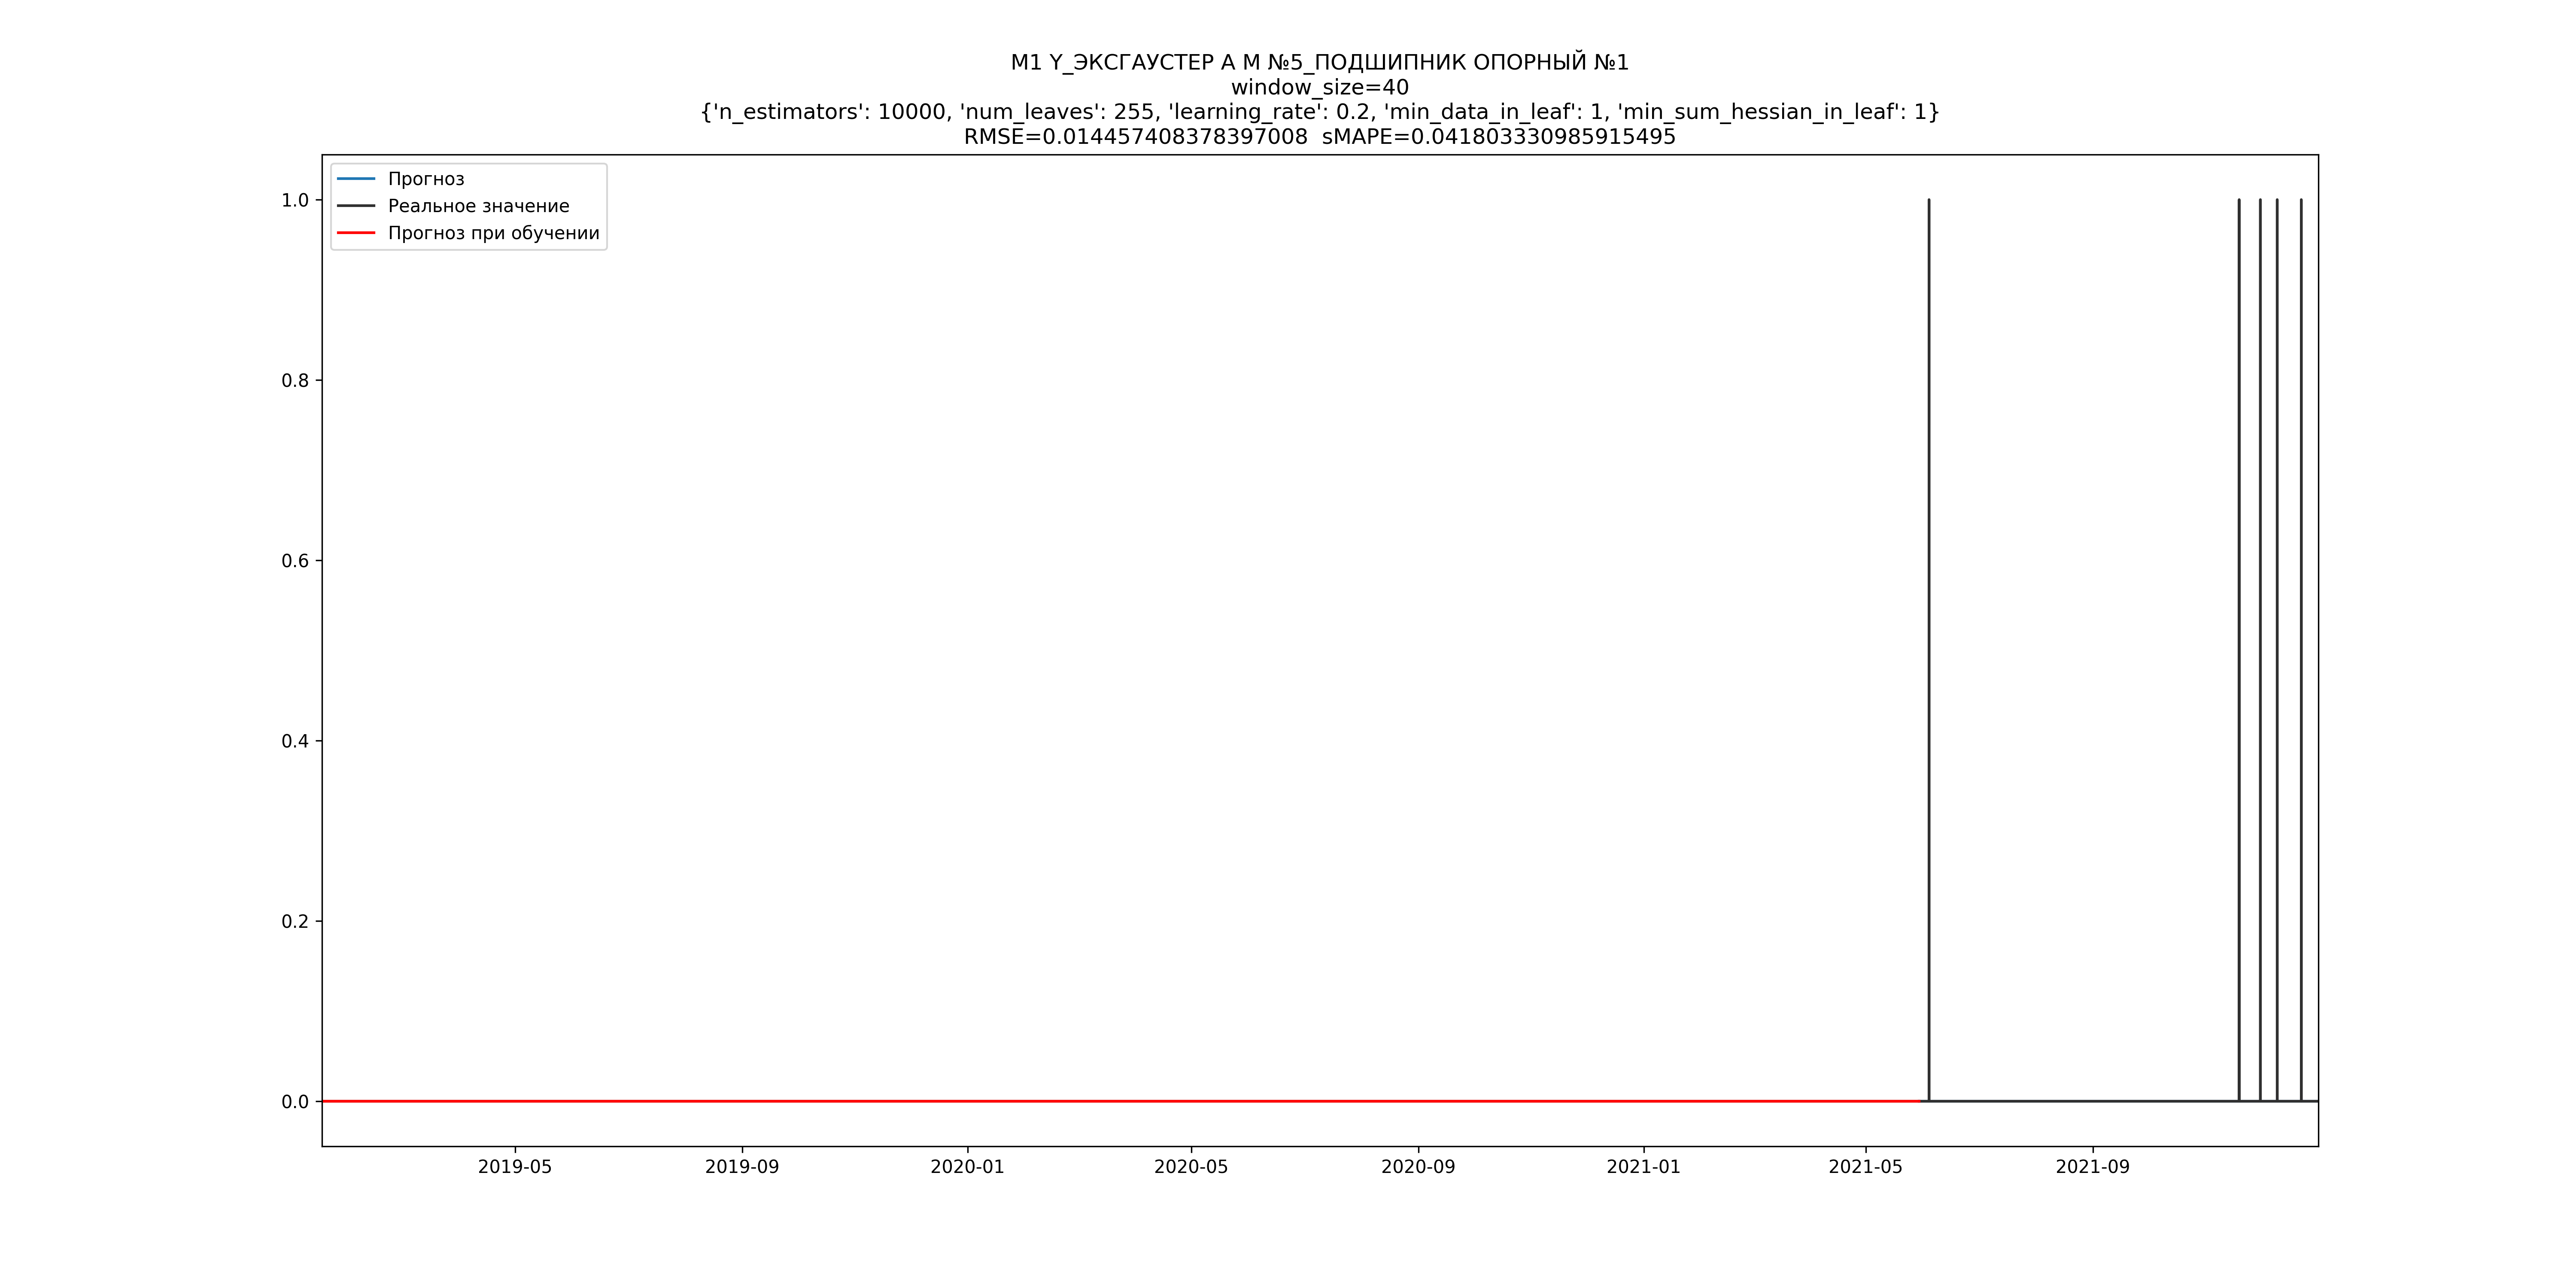 M1 Y_ЭКСГАУСТЕР А М №5_ПОДШИПНИК ОПОРНЫЙ №1
window_size=40
{'n_estimators': 10000, 'num_leaves': 255, 'learning_rate': 0.2, 'min_data_in_leaf': 1, 'min_sum_hessian_in_leaf': 1}
RMSE=0.014457408378397008 sMAPE=0.041803330985915495
Прогноз
Реальное значение
Прогноз при обучении
1.0
0.8
0.6
0.4
0.2
0.0
2019-05 2019-09 2020-01 2020-05 2020-09 2021-01 2021-05 2021-09